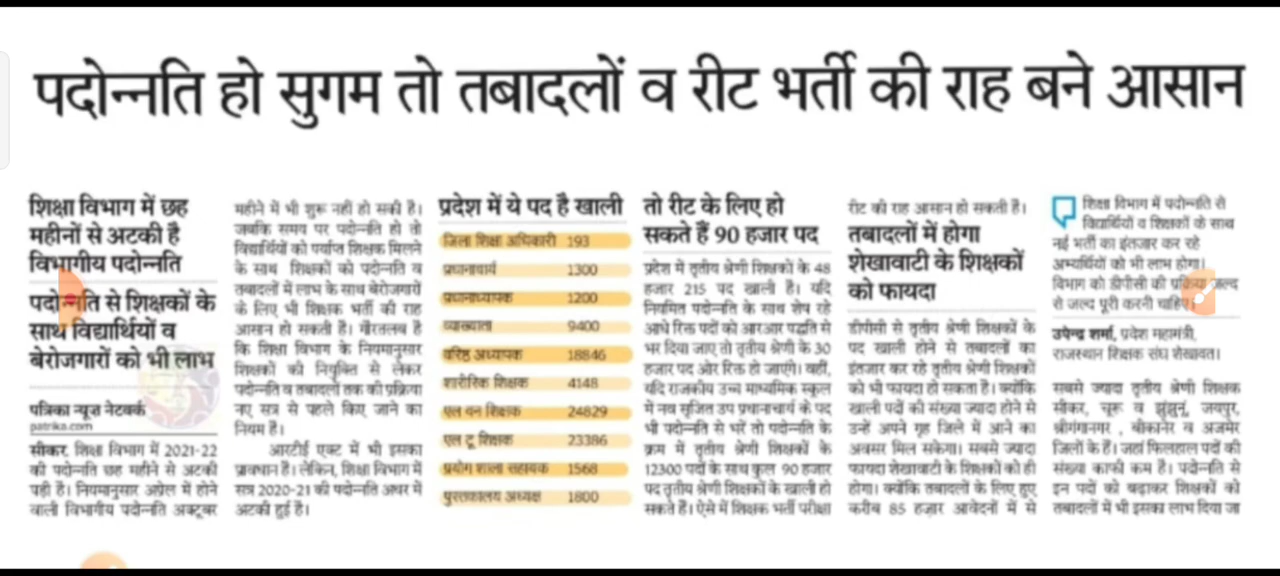 पदोन्नति हो सुगम तो तबादलों व रीट भर्ती की राह बने आसान
शिक्षा विभाग में छह
महीनों से अटकी है
विभागीय पदोन्नति
पदोन्नति से शिक्षकों के
साथ विद्यार्थियों व
बेरोजगारों को भी लाभ
पत्रिका न्यूज नेटवर्क
patrika.com
सीकर. शिक्षा विभाग में 2021-22
की पदोन्नति छह महीने से अटकी
पड़ी है। नियमानुसार अप्रेल में होने
वाली विभागीय पदोन्नति अक्टूबर
महीने में भी शुरू नहीं हो सकी है।
जबकि समय पर पदोन्नति हो तो
विद्यार्थियों को पर्याप्त शिक्षक मिलने
के साथ शिक्षकों को पदोन्नति व
तबादलों में लाभ के साथ बेरोजगारों
के लिए भी शिक्षक भर्ती की राह
आसान हो सकती है। गौरतलब है
कि शिक्षा विभाग के नियमानुसार
शिक्षकों की नियुक्ति से लेकर
पदोन्नति व तबादलों तक की प्रक्रिया
नए सत्र से पहले किए जाने का
नियम है।
आरटीई एक्ट में भी इसका
प्रावधान है। लेकिन, शिक्षा विभाग में
सत्र 2020-21 की पदोन्नति अधर में
अटकी हुई है।
प्रदेश में ये पद है खाली
जिला शिक्षा अधिकारी 193
प्रधानाचार्य 1300
प्रधानाध्यापक 1200
व्याख्याता 9400
वरिष्ठ अध्यापक 18846
शारीरिक शिक्षक 4148
एल वन शिक्षक 24829
एल टू शिक्षक 23386
प्रयोग शाला सहायक 1568
पुस्तकालय अध्यक्ष 1800
तो रीट के लिए हो
सकते हैं 90 हजार पद
प्रदेश में तृतीय श्रेणी शिक्षकों के 48
हजार 215 पद खाली है। यदि
नियमित पदोन्नति के साथ शेष रहे
आधे रिक्त पदों को आरआर पद्धति से
भर दिया जाए तो तृतीय श्रेणी के 30
हजार पद और रिक्त हो जाएंगे। वहीं,
यदि राजकीय उच्च माध्यमिक स्कूल
में नव सृजित उप प्रधानाचार्य के पद
भी पदोन्नति से भरें तो पदोन्नति के
क्रम में तृतीय श्रेणी शिक्षकों के
12300 पदों के साथ कुल 90 हजार
पद तृतीय श्रेणी शिक्षकों के खाली हो
सकते हैं। ऐसे में शिक्षक भर्ती परीक्षा
रीट की राह आसान हो सकती है।
तबादलों में होगा
शेखावाटी के शिक्षकों
को फायदा
डीपीसी से तृतीय श्रेणी शिक्षकों के
पद खाली होने से तबादलों का
इंतजार कर रहे तृतीय श्रेणी शिक्षकों
को भी फायदा हो सकता है। क्योंकि
खाली पदों की संख्या ज्यादा होने से
उन्हें अपने गृह जिले में आने का
अवसर मिल सकेगा। सबसे ज्यादा
फायदा शेखावाटी के शिक्षकों को ही
होगा। क्योंकि तबादलों के लिए हुए
करीब 85 हजार आवेदनों में से
शिक्षा विभाग में पदोन्नति से
विद्यार्थियों व शिक्षकों के साथ
नई भर्ती का इंतजार कर रहे
अभ्यर्थियों को भी लाभ होगा।
विभाग को डीपीसी की प्रक्रिया जल्द
से जल्द पूरी करनी चाहिए।
उपेन्द्र शर्मा, प्रदेश महामंत्री,
राजस्थान शिक्षक संघ शेखावत।
सबसे ज्यादा तृतीय श्रेणी शिक्षक
सीकर, चूरू व झुंझुनूं, जयपुर,
श्रीगंगानगर , बीकानेर व अजमेर
जिलों के हैं। जहां फिलहाल पदों की
संख्या काफी कम है। पदोन्नति से
इन पदों को बढ़ाकर शिक्षकों को
तबादलों में भी इसका लाभ दिया जा